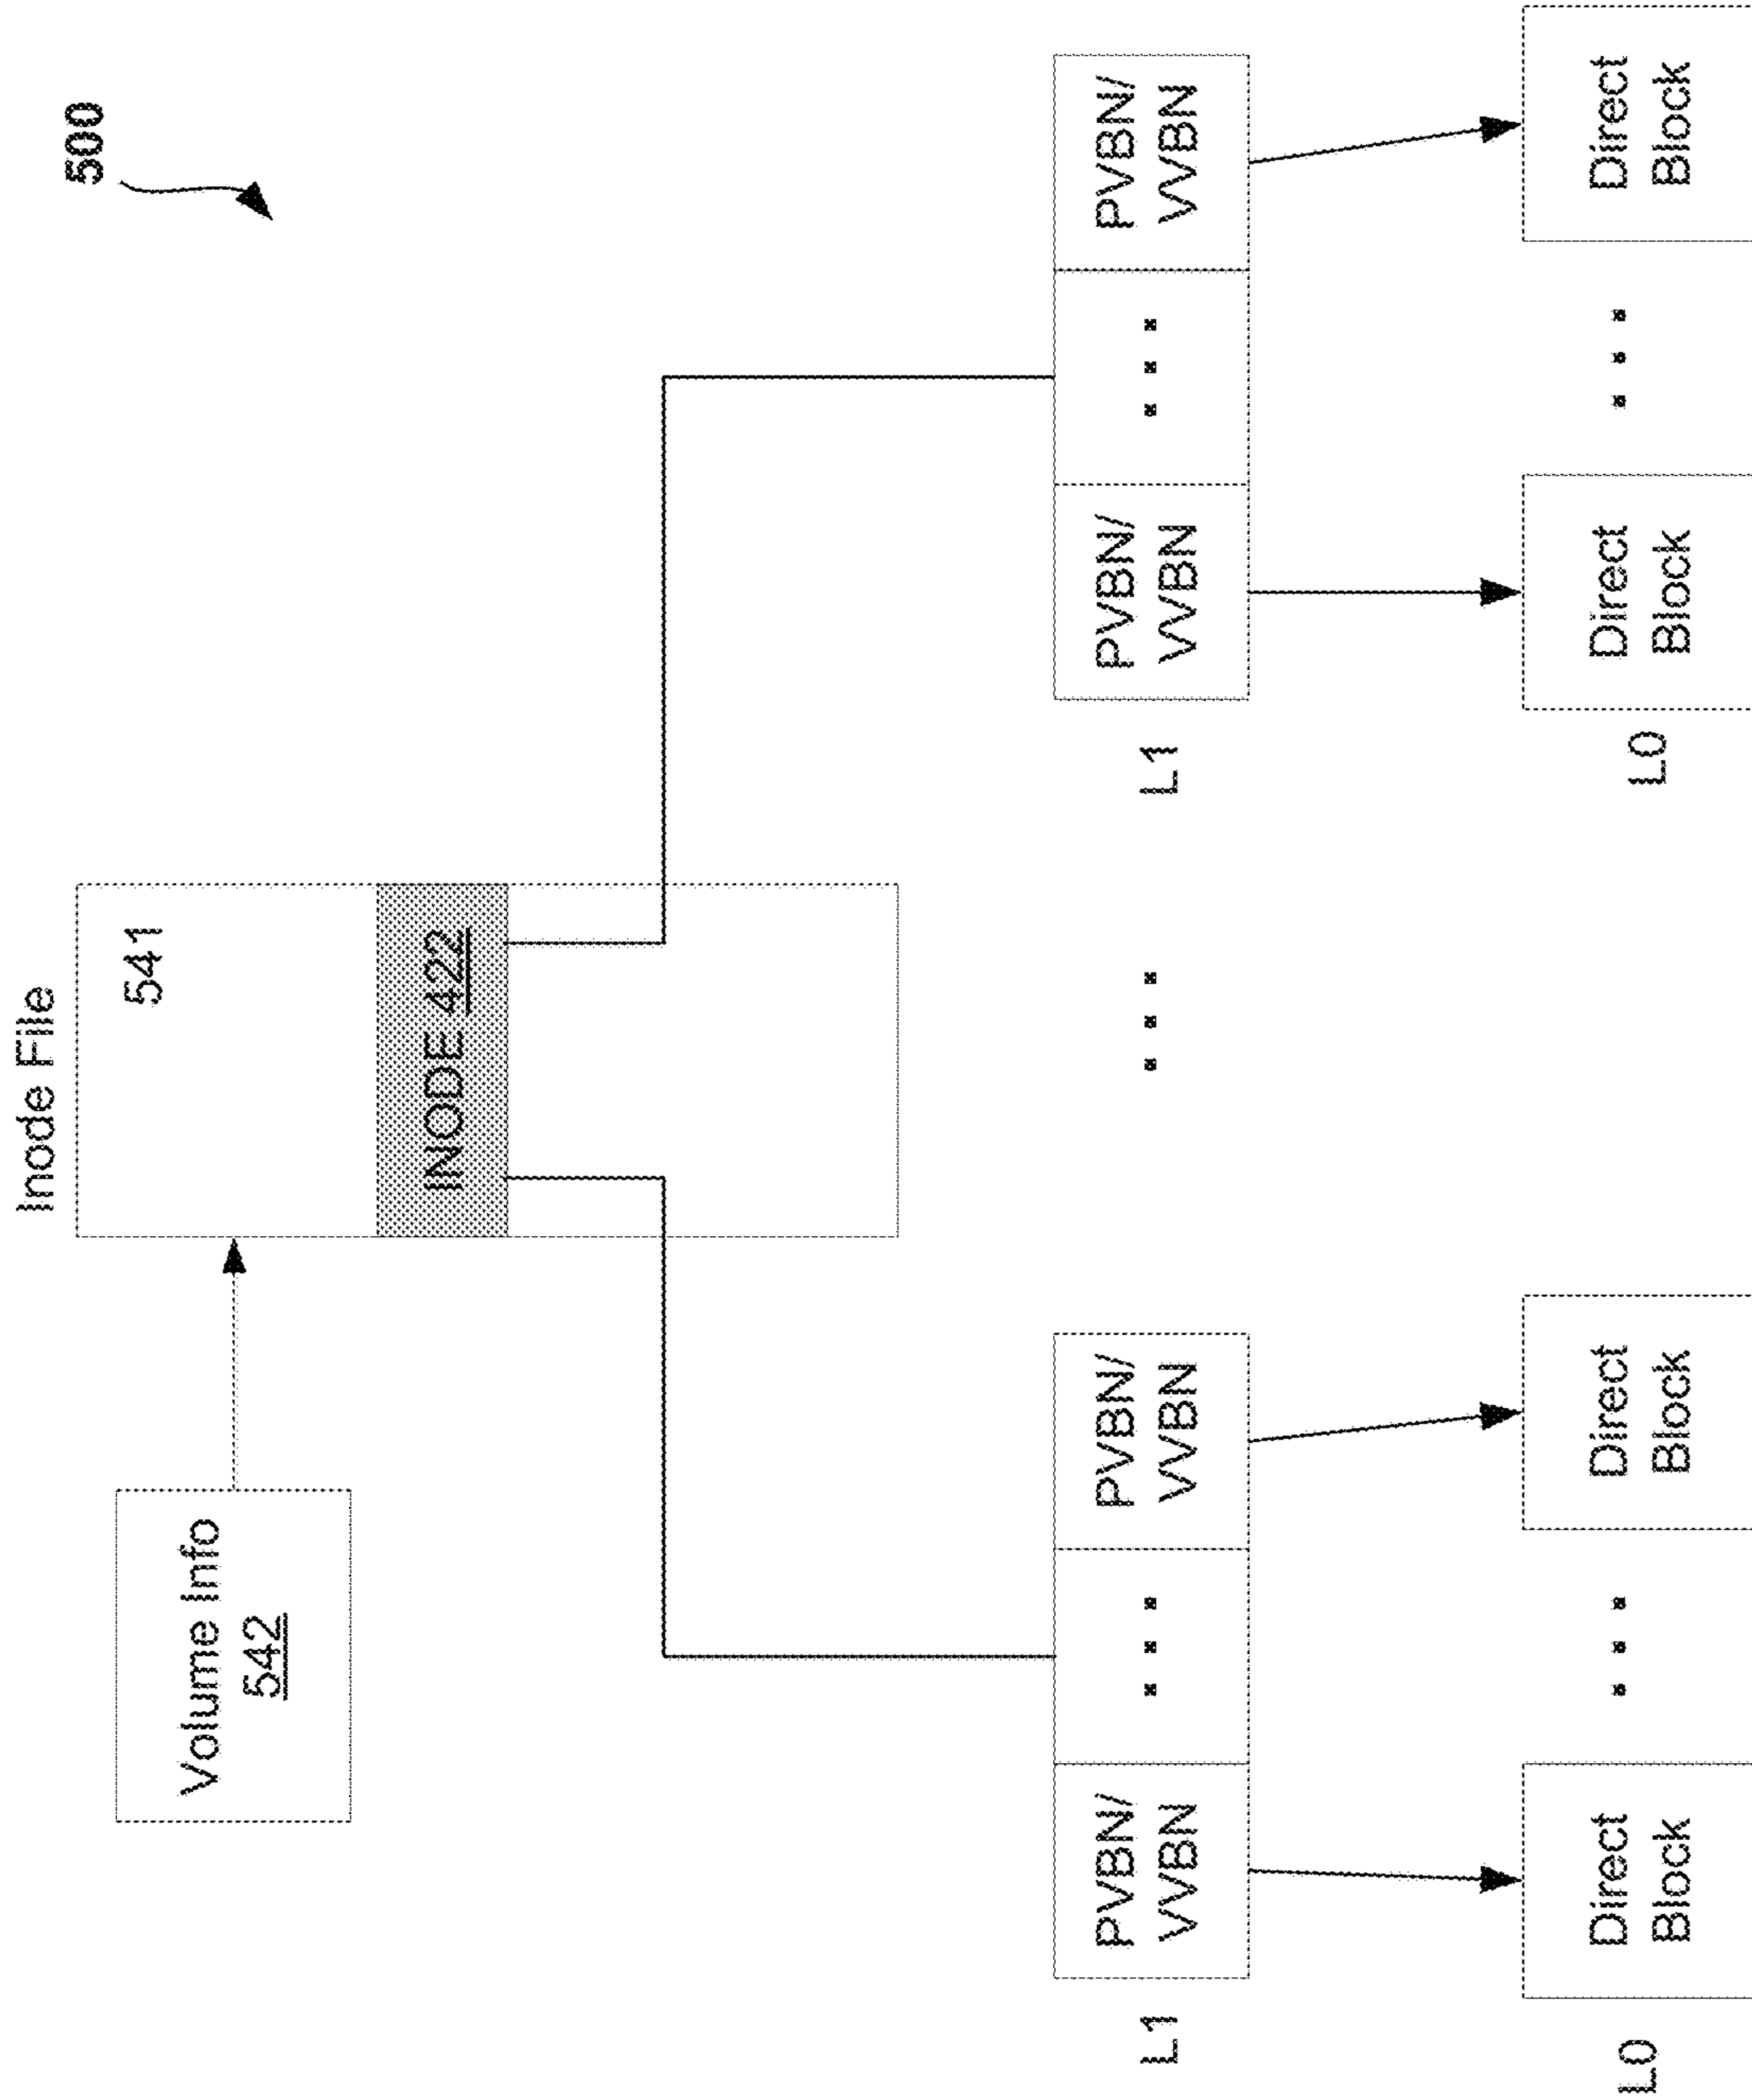 500
Inode File
541
Volume Info
542
INODE 422
PVBN/
VVBN
PVBN/
VVBN
PVBN/
VVBN
PVBN/
VVBN
L1
L1
Direct
Block
Direct
Block
Direct
Block
Direct
Block
L0
L0